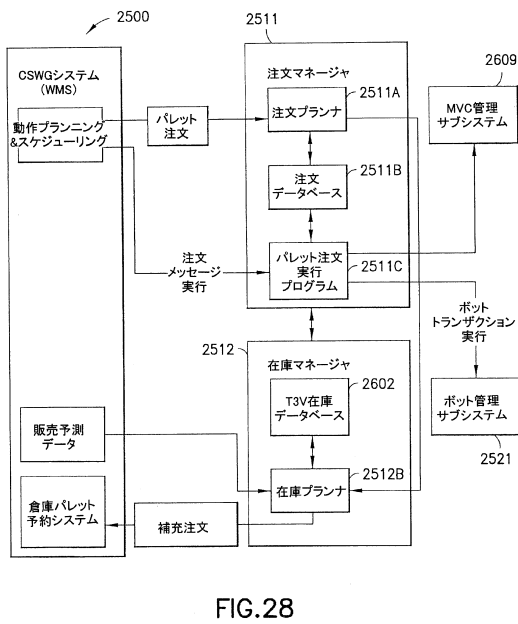 2500
CSWGシステム
(WMS)
動作プランニング
&スケジューリング
パレット
注文
注文
メッセージ
実行
販売予測
データ
倉庫パレット
予約システム
補充注文
2511
注文マネージャ
2511A
注文プランナ
2511B
注文
データベース
2511C
パレット注文
実行
プログラム
2512
在庫マネージャ
2602
T3V在庫
データベース
2512B
在庫プランナ
2609
MVC管理
サブシステム
ボット
トランザクション
実行
ボット管理
サブシステム
2521
FIG.28